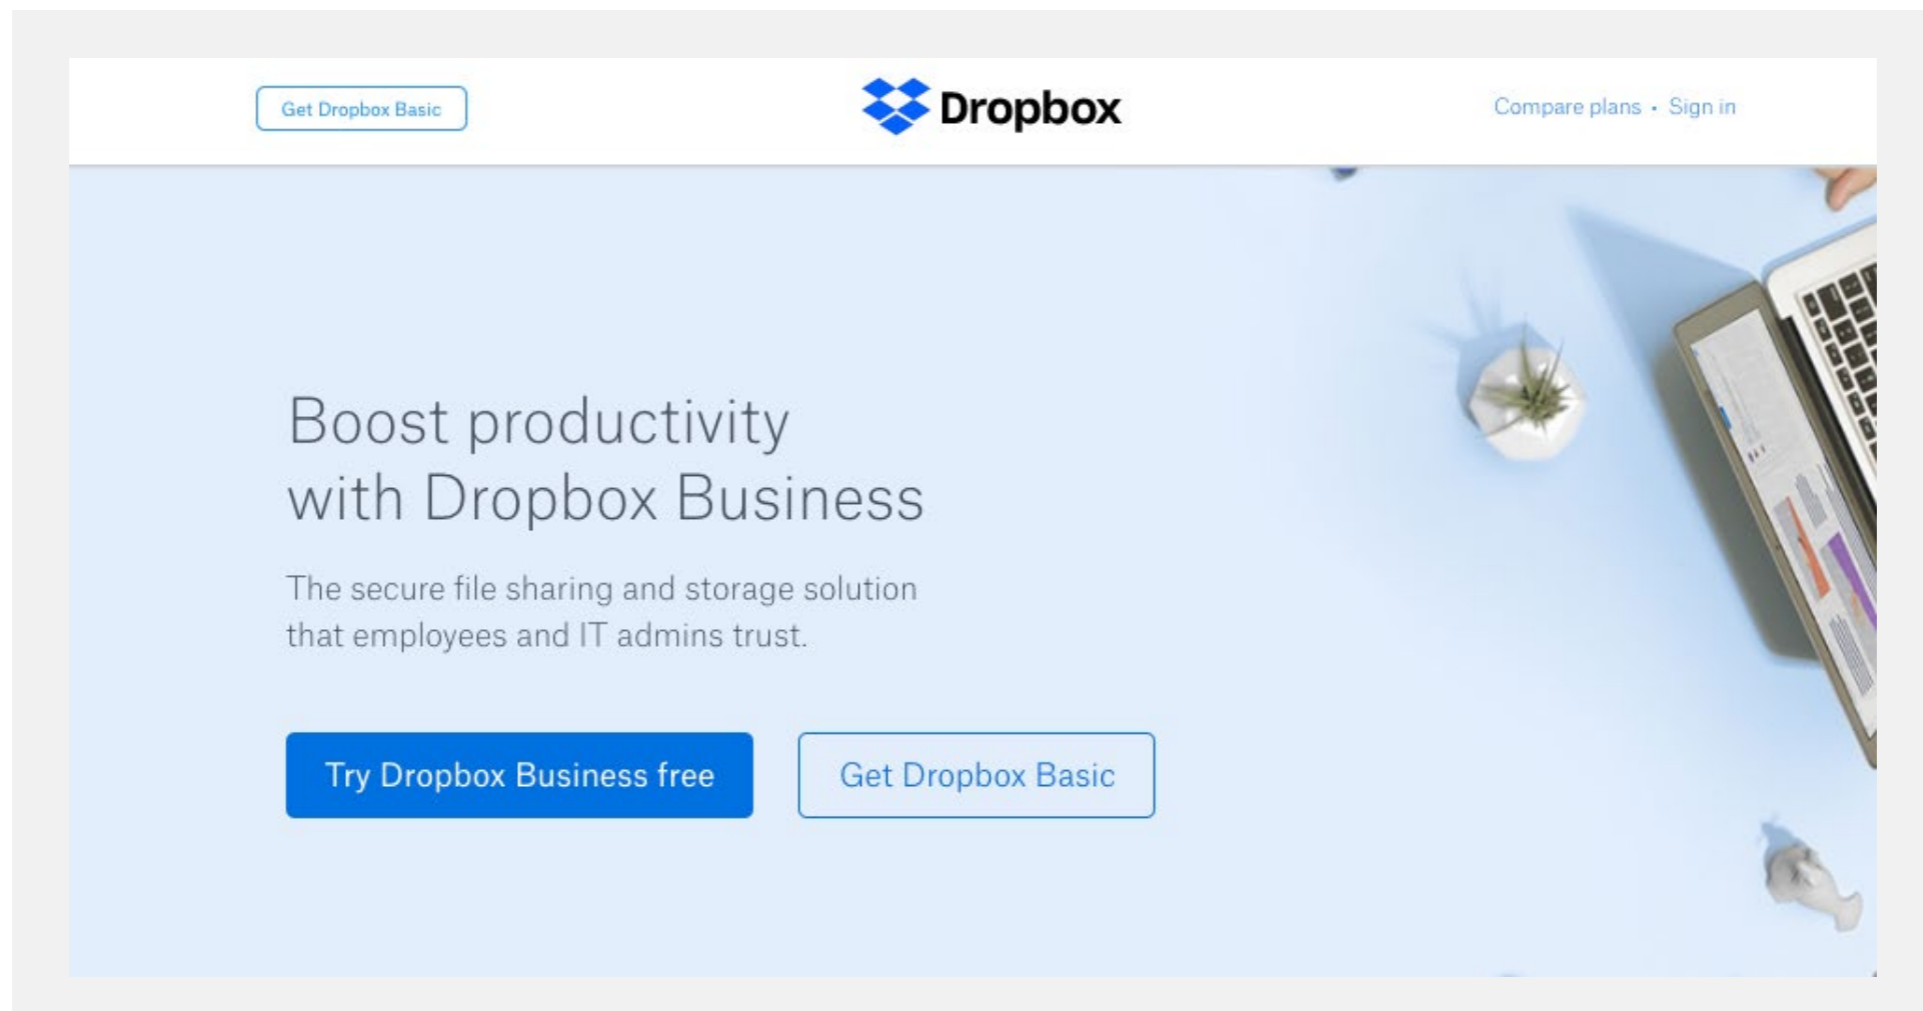 Get Dropbox Basic
Dropbox
Compare plans • Sign in
Boost productivity
with Dropbox Business
The secure file sharing and storage solution
that employees and IT admins trust.
Try Dropbox Business free
Get Dropbox Basic